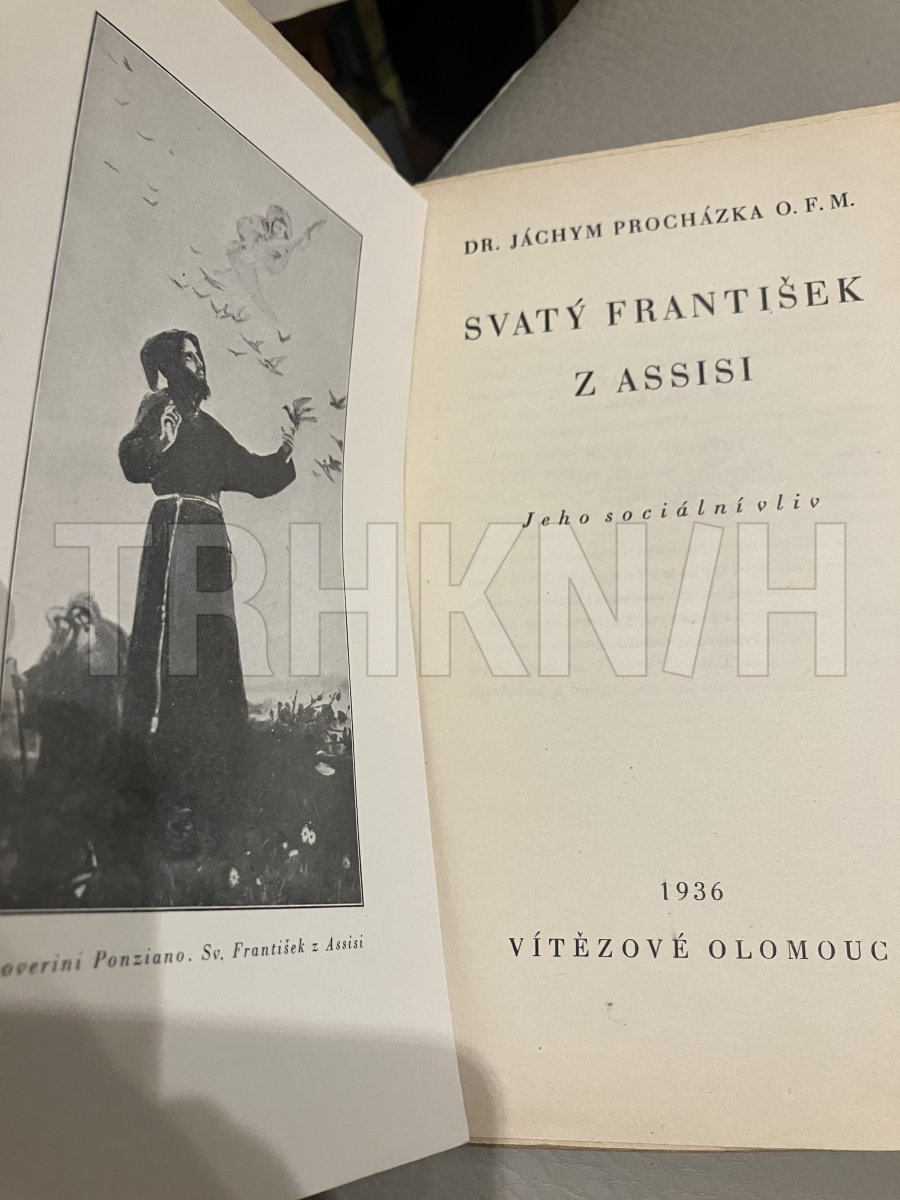 overini Ponziano. Sv. František z Assisi
DR. JÁCHYM PROCHÁZKA O. F. M.
SVATÝ FRANTIŠEK
Z ASSISI
Jeho sociální vliv
TRHKNIH
1936
VÍTĚZOVÉ OLOMOUC